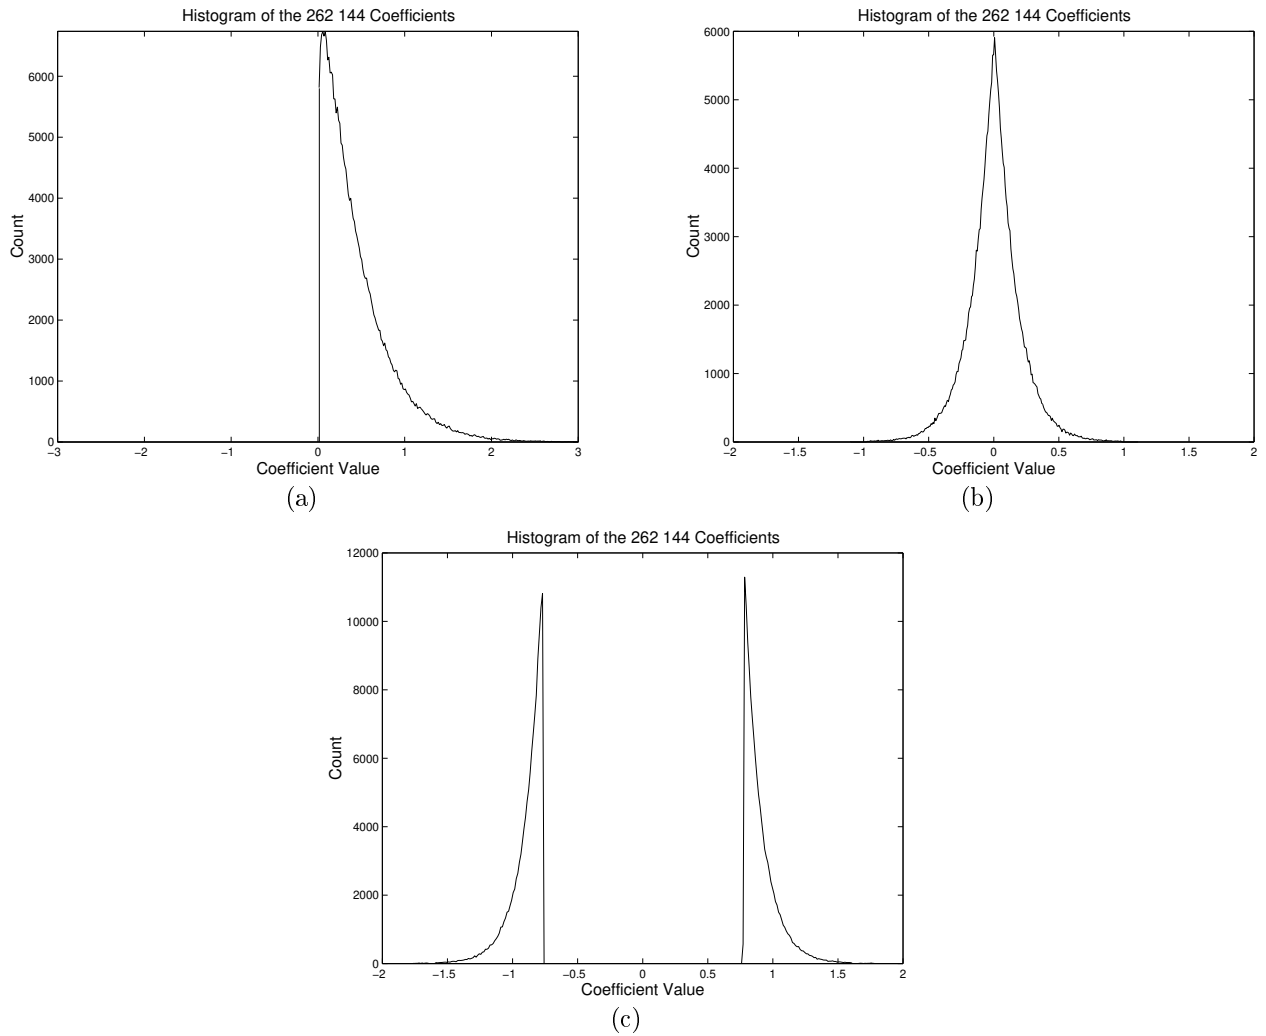 Histogram of the 262 144 Coefficients
6000
5000
4000
3000
2000
1000
0
Count
−3 −2 −1 0 1 2 3
Coefficient Value
(a)
Histogram of the 262 144 Coefficients
6000
5000
4000
3000
2000
1000
0
Count
−2 −1.5 −1 −0.5 0 0.5 1 1.5 2
Coefficient Value
(b)
Histogram of the 262 144 Coefficients
12000
10000
8000
6000
4000
2000
0
Count
−2 −1.5 −1 −0.5 0 0.5 1 1.5 2
Coefficient Value
(c)